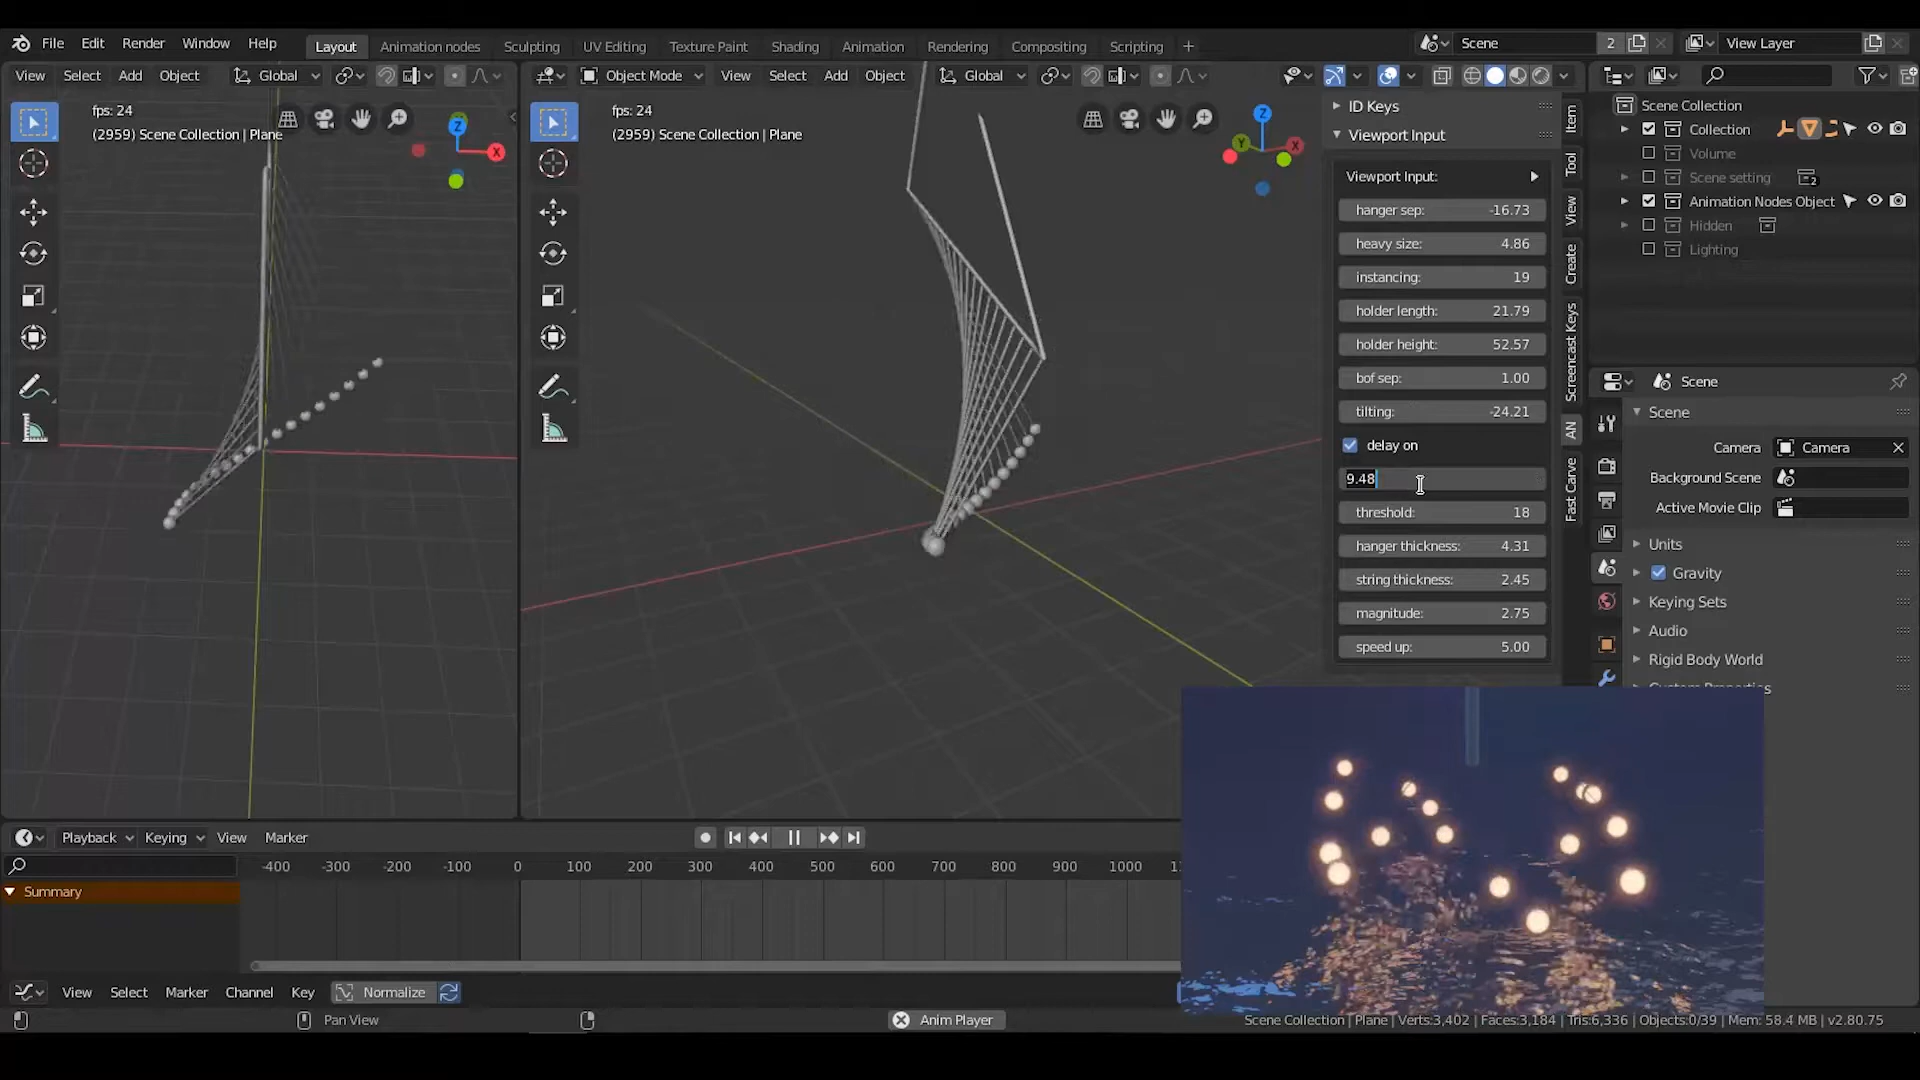 File Edit Render Window Help Layout Animation nodes Sculpting UV Editing Texture Paint Shading Animation Rendering Compositing Scripting + Scene 2 View Layer
View Select Add Object Global Object Mode View Select Add Object Global
fps: 24
(2959) Scene Collection | Plane
Z
X
fps: 24
(2959) Scene Collection | Plane
Z
Y
X
ID Keys
Viewport Input
Viewport Input:
hanger sep: -16.73
heavy size: 4.86
instancing: 19
holder length: 21.79
holder height: 52.57
bof sep: 1.00
tilting: -24.21
delay on
9.48
threshold: 18
hanger thickness: 4.31
string thickness: 2.45
magnitude: 2.75
speed up: 5.00
Item
Tool
View
Create
Screencast Keys
AN
Fast Carve
Scene Collection
Collection
Volume
Scene setting 2
Animation Nodes Object
Hidden
Lighting
Scene
Scene
Camera Camera
Background Scene
Active Movie Clip
Units
Gravity
Keying Sets
Audio
Rigid Body World
Playback Keying View Marker
-400 -300 -200 -100 0 100 200 300 400 500 600 700 800 900 1000
Summary
View Select Marker Channel Key Normalize
Pan View
Anim Player
Scene Collection | Plane | Verts:3,402 | Faces:3,184 | Tris:6,336 | Objects:0/39 | Mem: 58.4 MB | v2.80.75